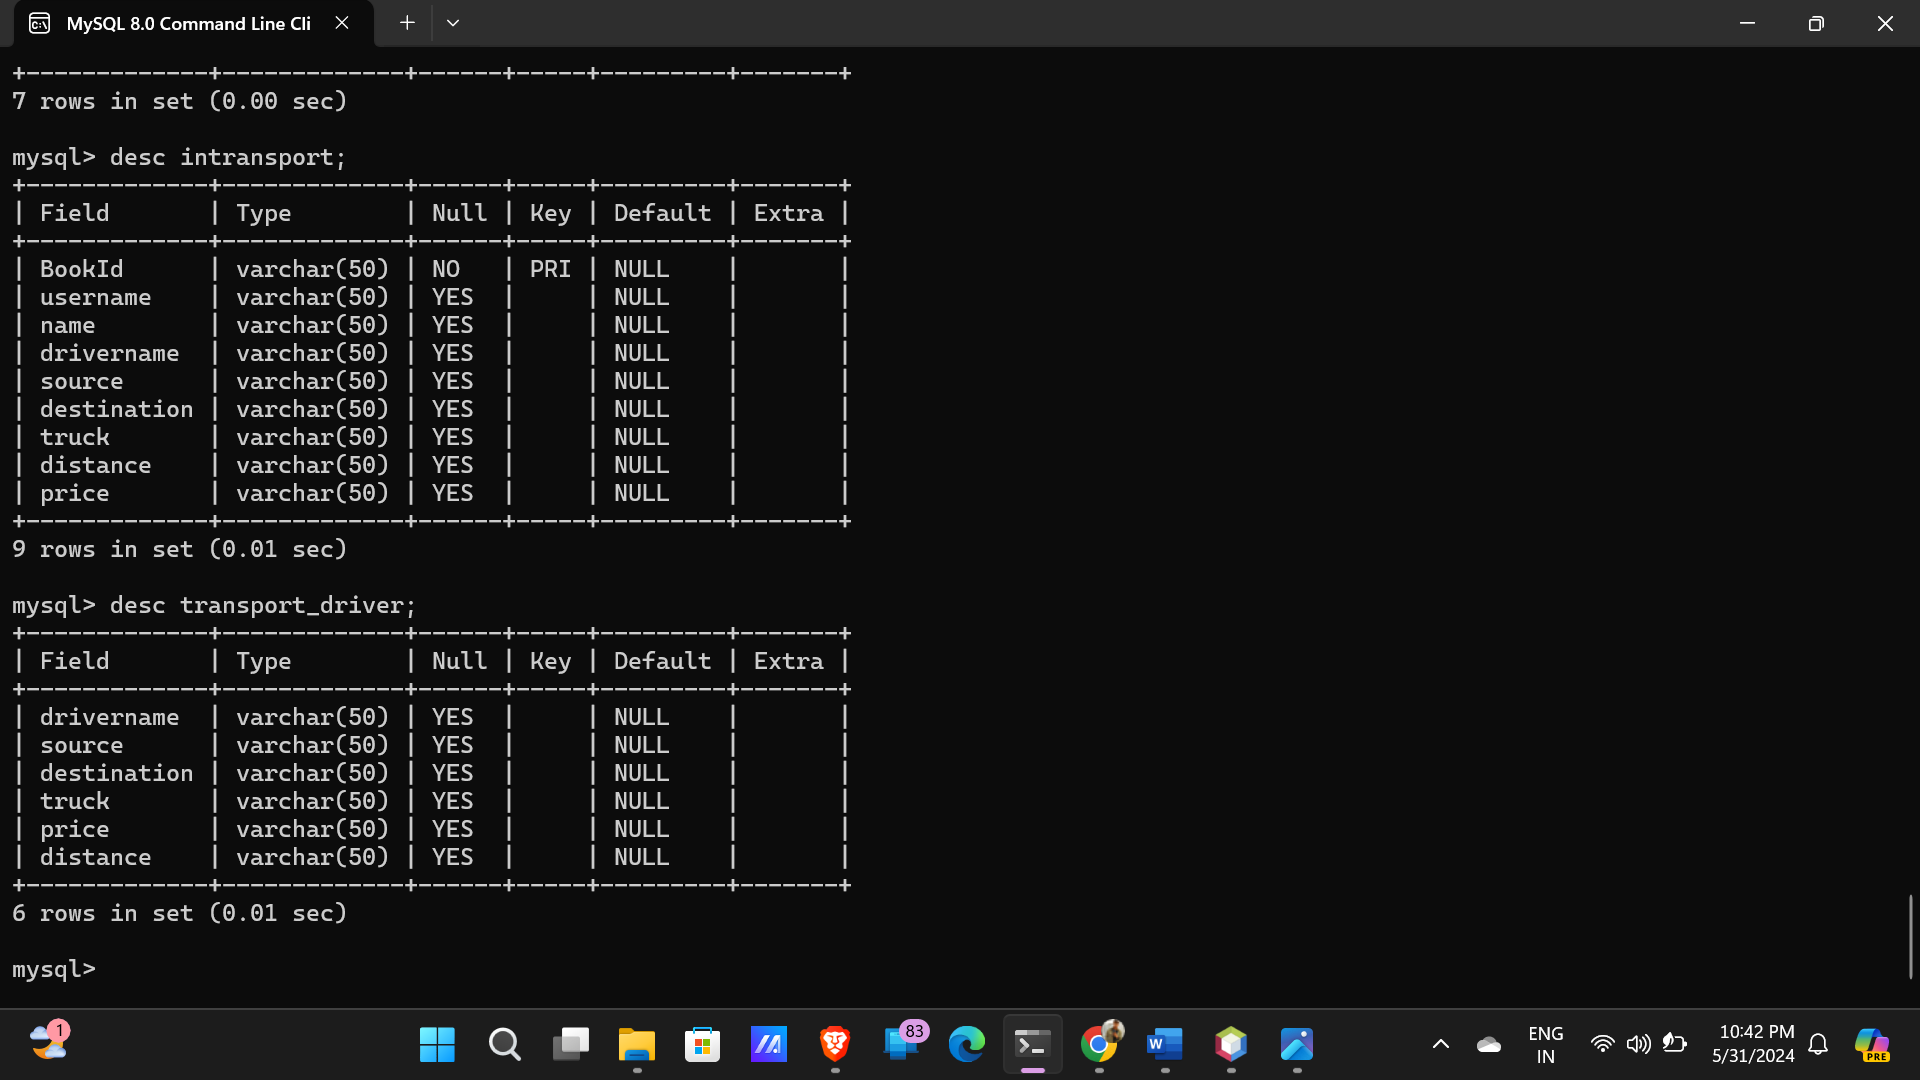 MySQL 8.0 Command Line Cli
+-------------+-------------+------+-----+---------+-------+
7 rows in set (0.00 sec)
mysql> desc intransport;
+-------------+-------------+------+-----+---------+-------+
| Field       | Type        | Null | Key | Default | Extra |
+-------------+-------------+------+-----+---------+-------+
| BookId      | varchar(50) | NO   | PRI | NULL    |       |
| username    | varchar(50) | YES  |     | NULL    |       |
| name        | varchar(50) | YES  |     | NULL    |       |
| drivername  | varchar(50) | YES  |     | NULL    |       |
| source      | varchar(50) | YES  |     | NULL    |       |
| destination | varchar(50) | YES  |     | NULL    |       |
| truck       | varchar(50) | YES  |     | NULL    |       |
| distance    | varchar(50) | YES  |     | NULL    |       |
| price       | varchar(50) | YES  |     | NULL    |       |
+-------------+-------------+------+-----+---------+-------+
9 rows in set (0.01 sec)
mysql> desc transport_driver;
+-------------+-------------+------+-----+---------+-------+
| Field       | Type        | Null | Key | Default | Extra |
+-------------+-------------+------+-----+---------+-------+
| drivername  | varchar(50) | YES  |     | NULL    |       |
| source      | varchar(50) | YES  |     | NULL    |       |
| destination | varchar(50) | YES  |     | NULL    |       |
| truck       | varchar(50) | YES  |     | NULL    |       |
| price       | varchar(50) | YES  |     | NULL    |       |
| distance    | varchar(50) | YES  |     | NULL    |       |
+-------------+-------------+------+-----+---------+-------+
6 rows in set (0.01 sec)
mysql>
1
83
W
ENG
IN
10:42 PM
5/31/2024
PRE